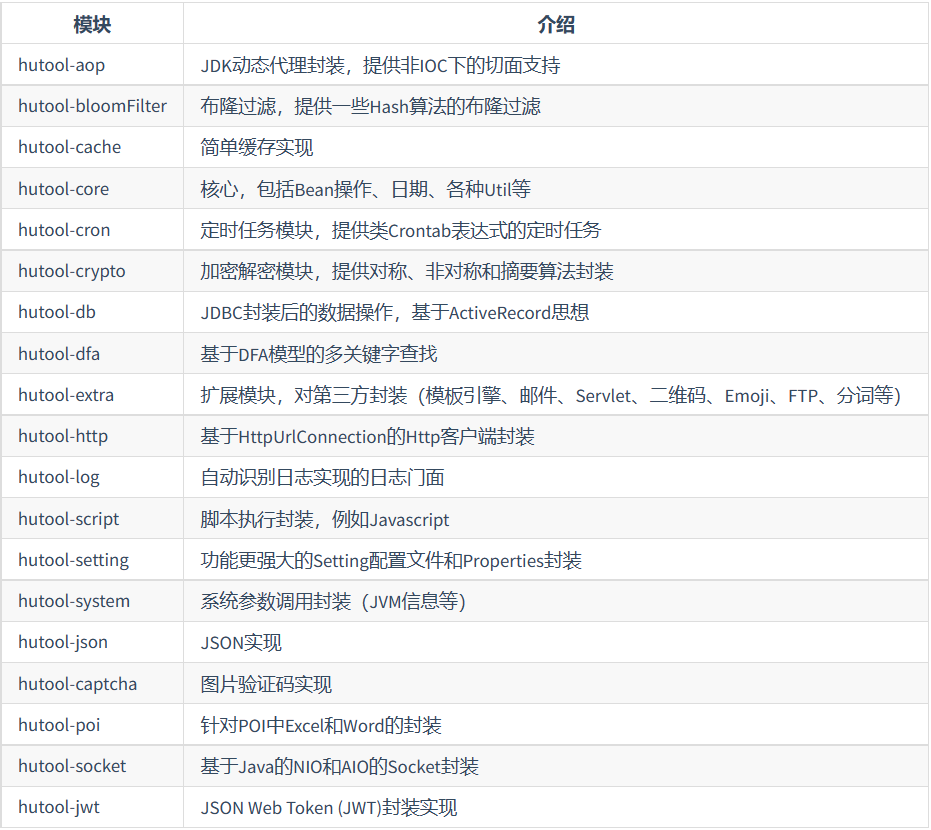 模块 介绍
hutool-aop JDK动态代理封装，提供非IOC下的切面支持
hutool-bloomFilter 布隆过滤，提供一些Hash算法的布隆过滤
hutool-cache 简单缓存实现
hutool-core 核心，包括Bean操作、日期、各种Util等
hutool-cron 定时任务模块，提供类Crontab表达式的定时任务
hutool-crypto 加密解密模块，提供对称、非对称和摘要算法封装
hutool-db JDBC封装后的数据操作，基于ActiveRecord思想
hutool-dfa 基于DFA模型的多关键字查找
hutool-extra 扩展模块，对第三方封装（模板引擎、邮件、Servlet、二维码、Emoji、FTP、分词等）
hutool-http 基于HttpUrlConnection的Http客户端封装
hutool-log 自动识别日志实现的日志门面
hutool-script 脚本执行封装，例如Javascript
hutool-setting 功能更强大的Setting配置文件和Properties封装
hutool-system 系统参数调用封装（JVM信息等）
hutool-json JSON实现
hutool-captcha 图片验证码实现
hutool-poi 针对POI中Excel和Word的封装
hutool-socket 基于Java的NIO和AIO的Socket封装
hutool-jwt JSON Web Token (JWT)封装实现